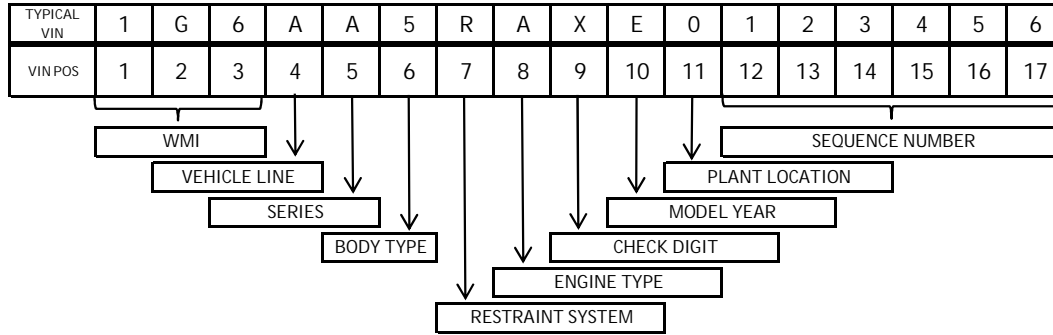 TYPICAL VIN 1 G 6 A A 5 R A X E 0 1 2 3 4 5 6
VIN POS 1 2 3 4 5 6 7 8 9 10 11 12 13 14 15 16 17
WMI SEQUENCE NUMBER
VEHICLE LINE PLANT LOCATION
SERIES MODEL YEAR
BODY TYPE CHECK DIGIT
ENGINE TYPE
RESTRAINT SYSTEM